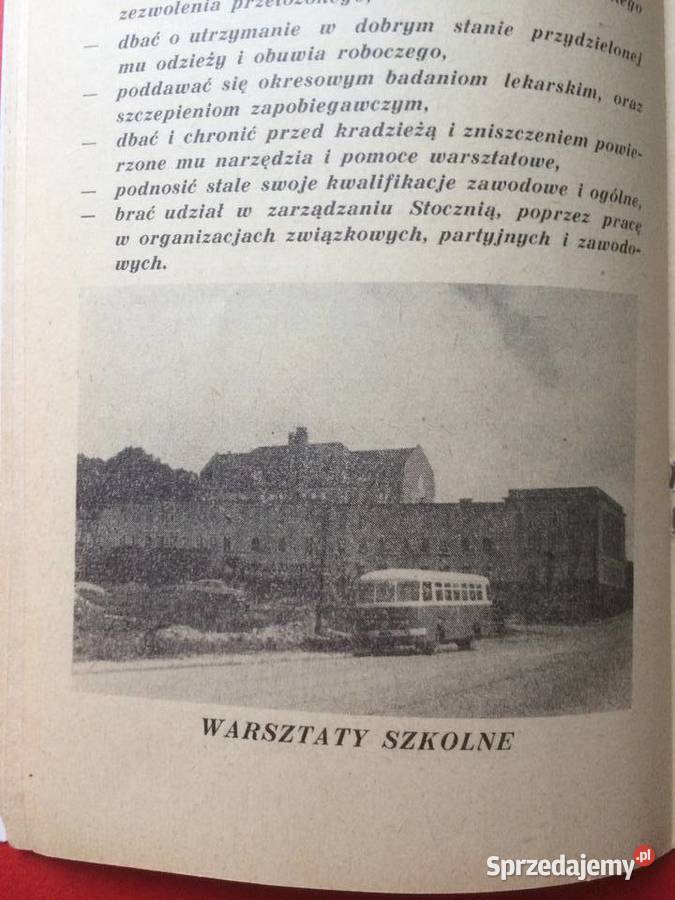 zezwolenia przełożonego,
— dbać o utrzymanie w dobrym stanie przydzielonej
mu odzieży i obuwia roboczego,
— poddawać się okresowym badaniom lekarskim, oraz
szczepieniom zapobiegawczym,
— dbać i chronić przed kradzieżą i zniszczeniem powie-
rzone mu narzędzia i pomoce warsztatowe,
— podnosić stale swoje kwalifikacje zawodowe i ogólne,
— brać udział w zarządzaniu Stocznią, poprzez pracę
w organizacjach związkowych, partyjnych i zawodo-
wych.
WARSZTATY SZKOLNE
Sprzedajemy.pl